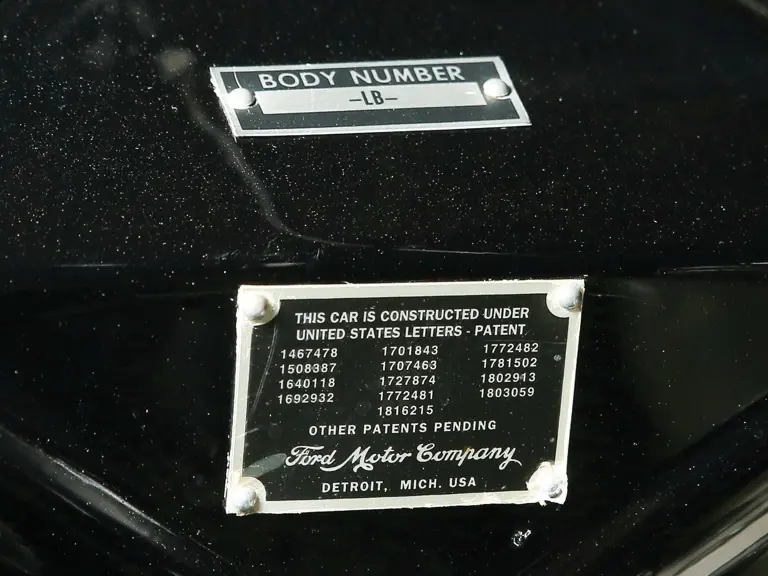 BODY NUMBER
–LB–
THIS CAR IS CONSTRUCTED UNDER
UNITED STATES LETTERS - PATENT
1467478 1701843 1772482
1508387 1707463 1781502
1640118 1727874 1802913
1692932 1772481 1803059
1816215
OTHER PATENTS PENDING
Ford Motor Company
DETROIT, MICH. USA